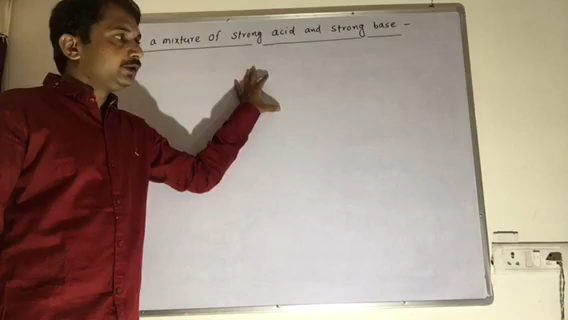 a mixture of strong acid and strong base -